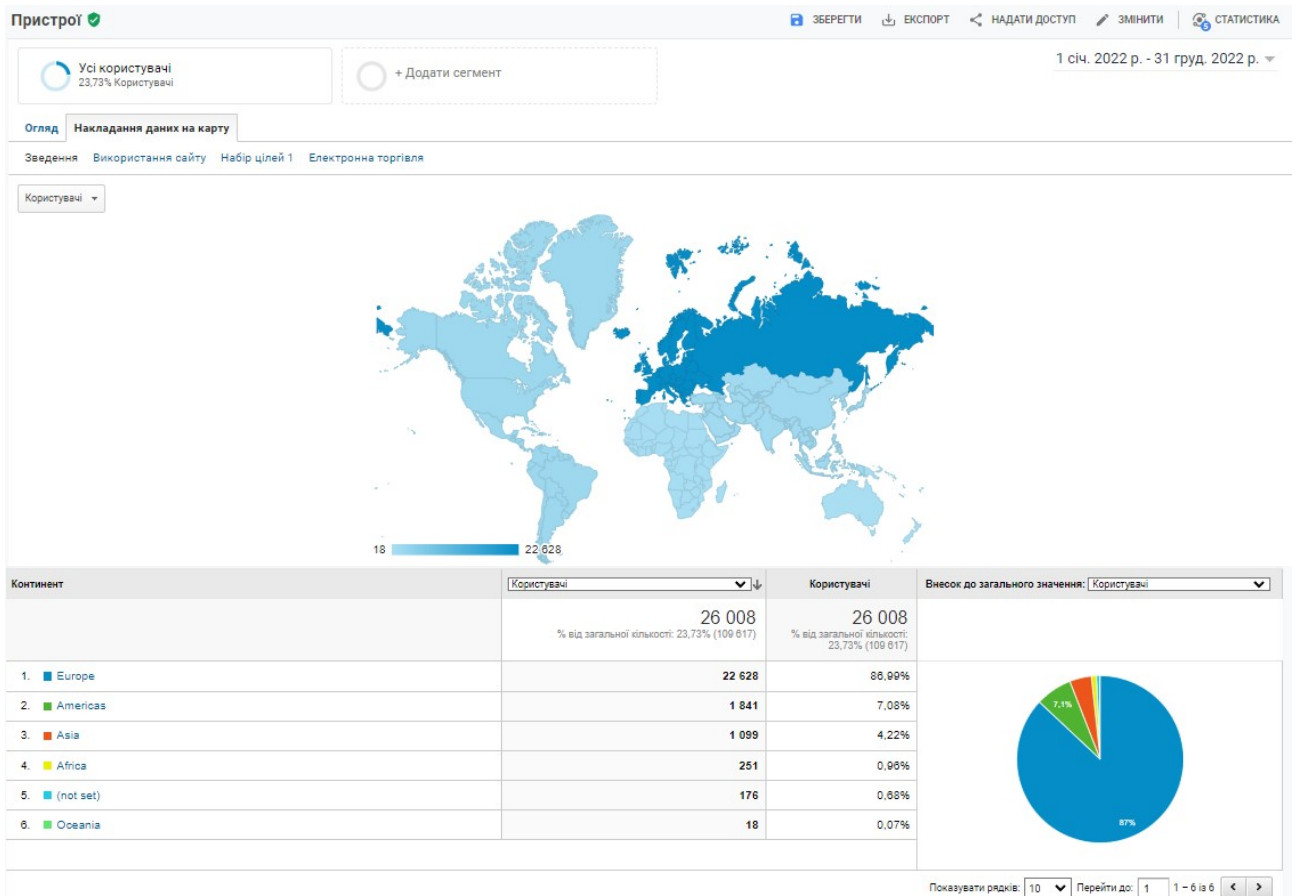 Пристрої
ЗБЕРЕГТИ ЕКСПОРТ НАДАТИ ДОСТУП ЗМІНИТИ 5 СТАТИСТИКА
Усі користувачі
23,73% Користувачі
+ Додати сегмент
1 січ. 2022 р. - 31 груд. 2022 р.
Огляд Накладання даних на карту
Зведення Використання сайту Набір цілей 1 Електронна торгівля
Користувачі
18 22 628
Континент Користувачі Користувачі Внесок до загального значення: Користувачі
26 008 26 008
% від загальної кількості: 23,73% (109 617) % від загальної кількості:
23,73% (109 617)
1. Europe 22 628 86,99%
2. Americas 1 841 7,08%
3. Asia 1 099 4,22%
4. Africa 251 0,96%
5. (not set) 176 0,68%
6. Oceania 18 0,07%
7,1%
87%
Показувати рядків: 10 Перейти до: 1 1 – 6 із 6